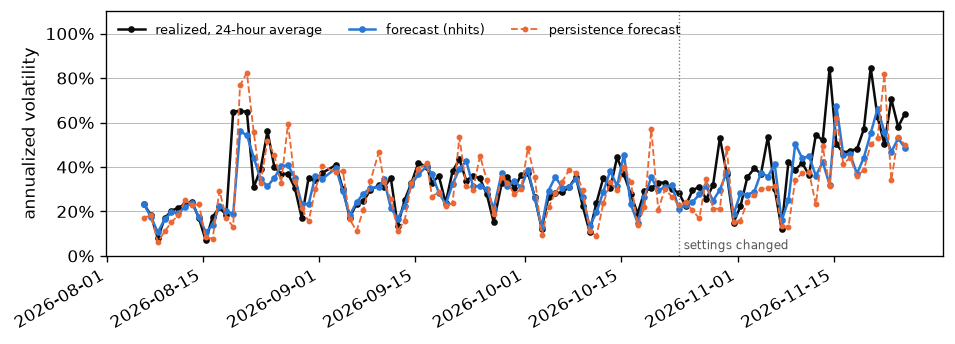 realized, 24-hour average
forecast (nhits)
persistence forecast
annualized volatility
100%
80%
60%
40%
20%
0%
settings changed
2026-08-01
2026-08-15
2026-09-01
2026-09-15
2026-10-01
2026-10-15
2026-11-01
2026-11-15